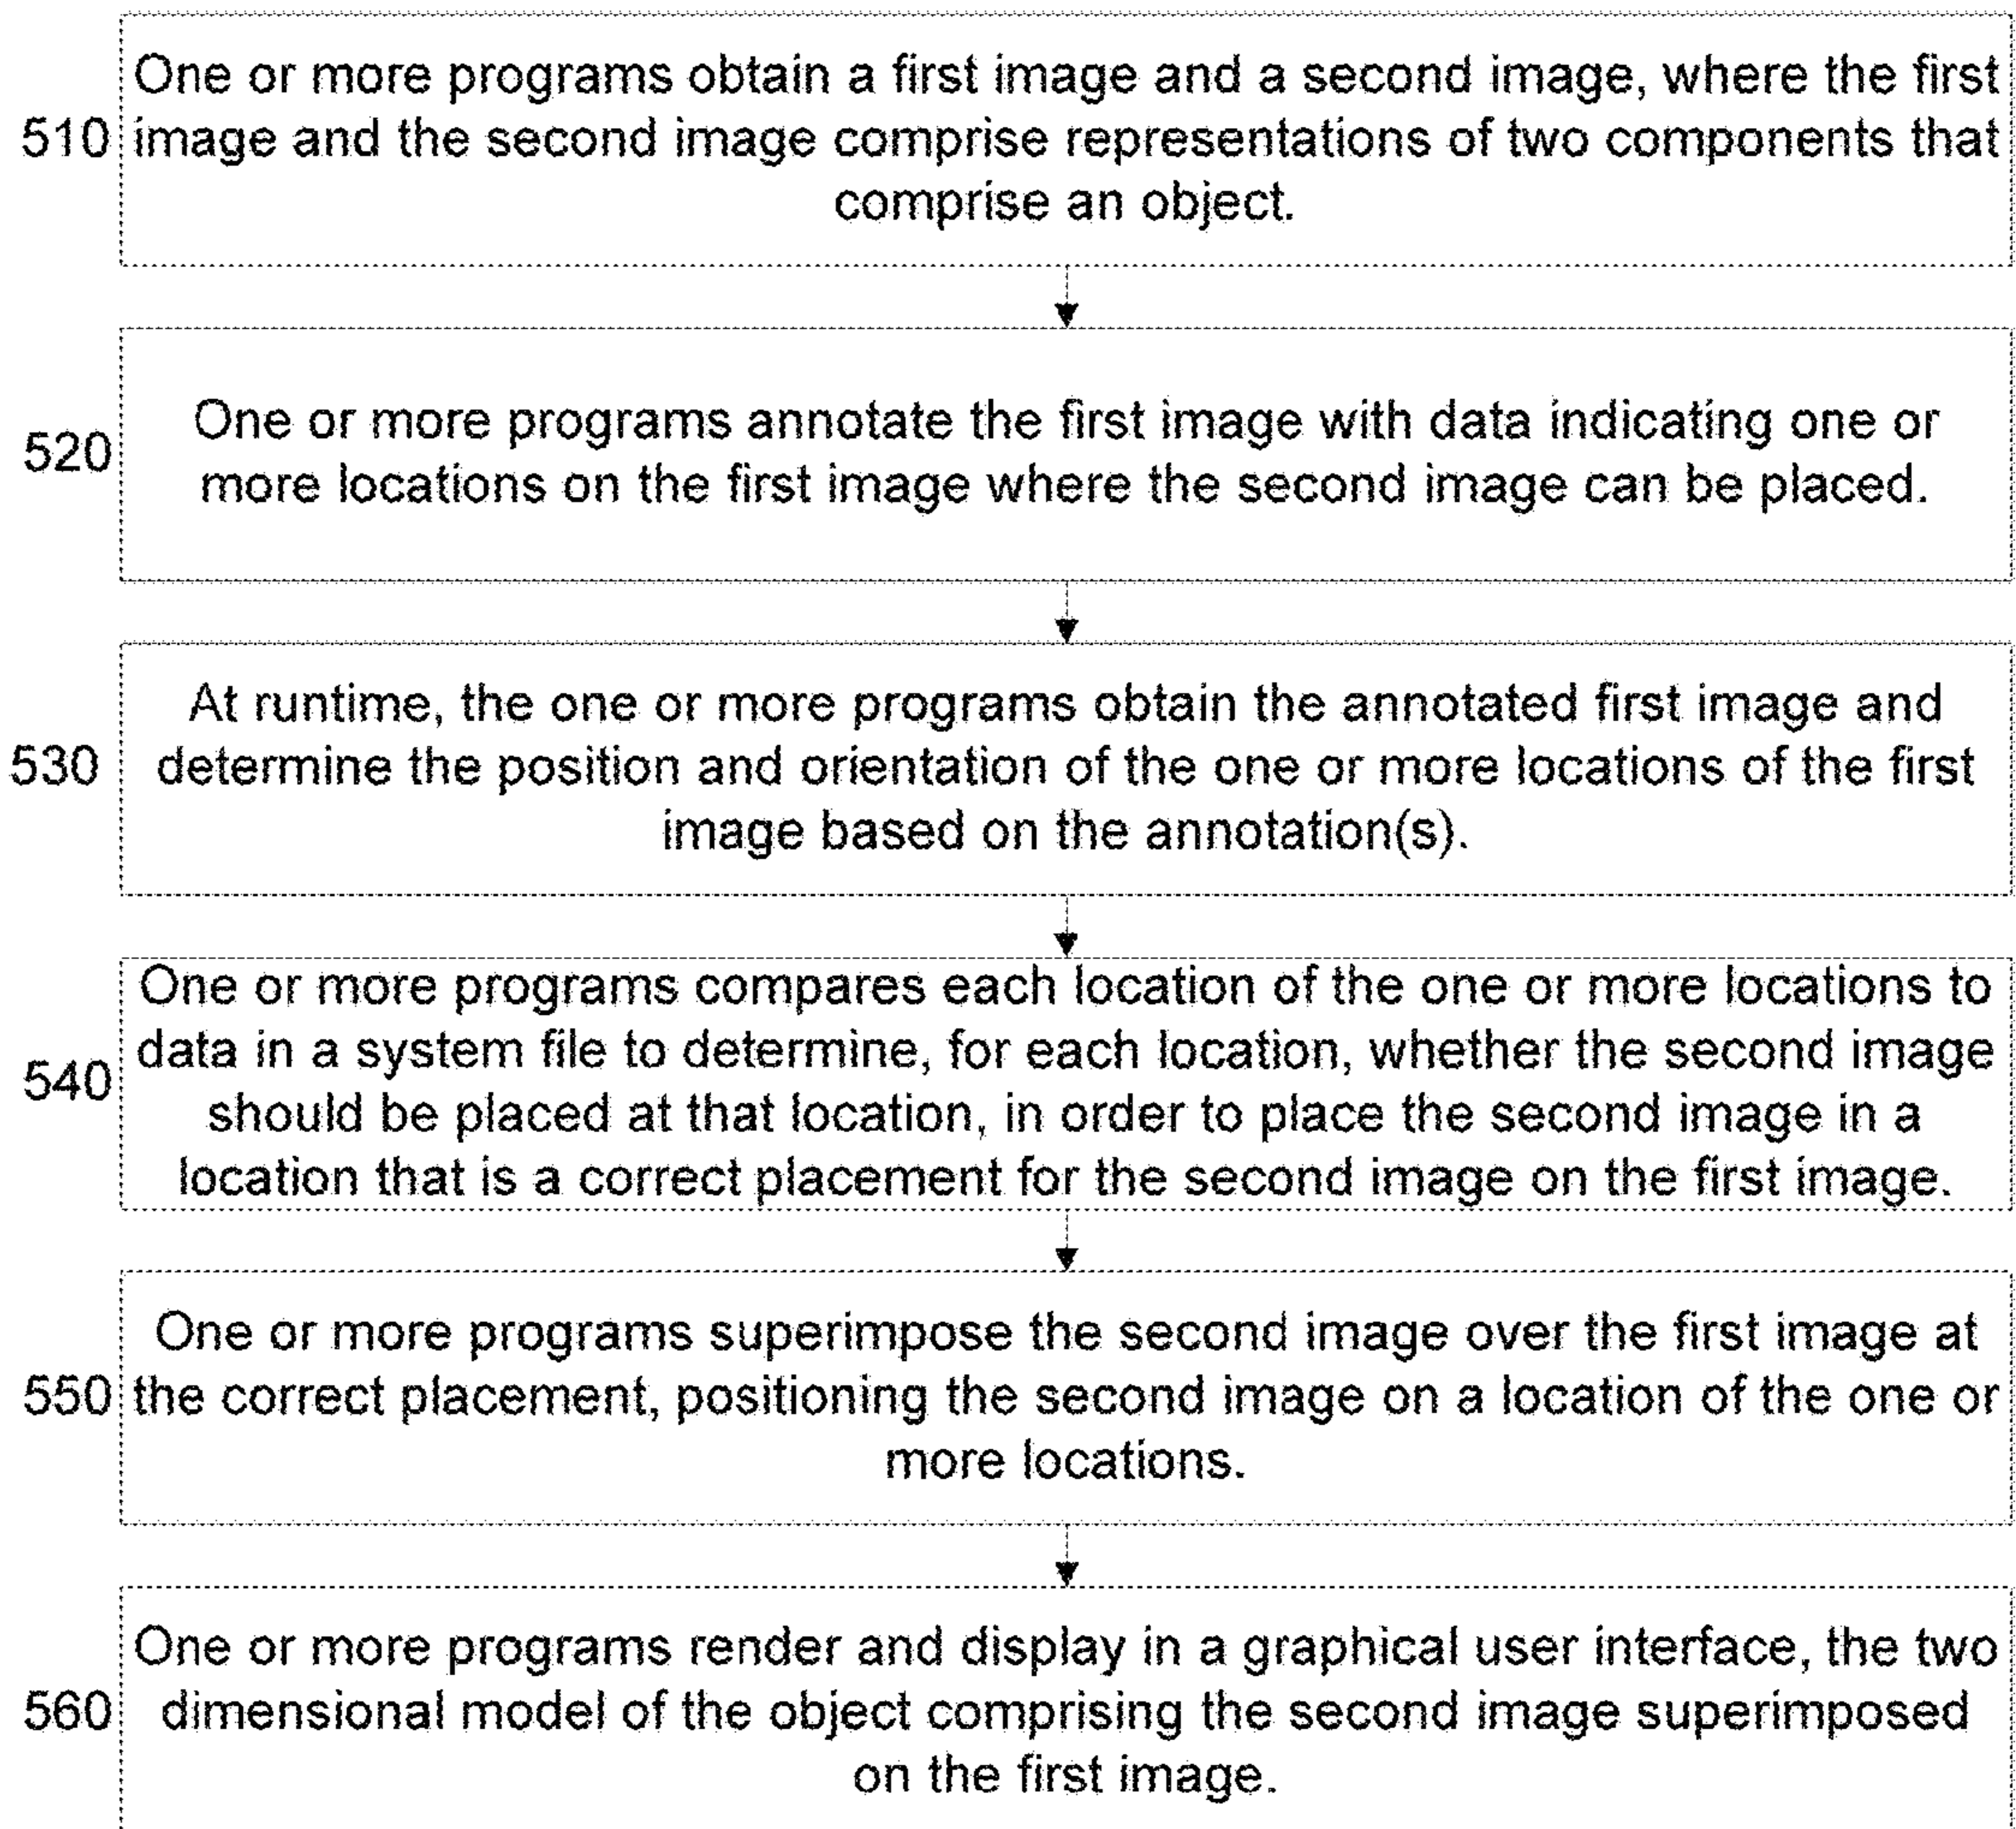 One or more programs obtain a first image and a second image, where the first
510 image and the second image comprise representations of two components that
comprise an object.
One or more programs annotate the first image with data indicating one or
520
more locations on the first image where the second image can be placed.
At runtime, the one or more programs obtain the annotated first image and
530 determine the position and orientation of the one or more locations of the first
image based on the annotation(s).
One or more programs compares each location of the one or more locations to
data in a system file to determine, for each location, whether the second image
540
should be placed at that location, in order to place the second image in a
location that is a correct placement for the second image on the first image.
One or more programs superimpose the second image over the first image at
550 the correct placement, positioning the second image on a location of the one or
more locations.
One or more programs render and display in a graphical user interface, the two
560 dimensional model of the object comprising the second image superimposed
on the first image.